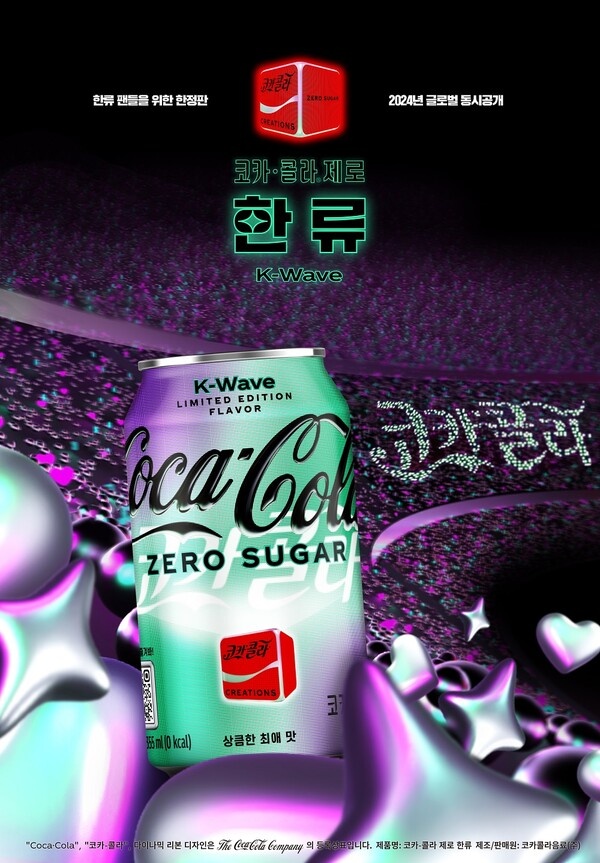 한류 팬들을 위한 한정판
코카·콜라
ZERO SUGAR
CREATIONS
2024년 글로벌 동시공개
코카·콜라 제로
한류
K-Wave
K-Wave
LIMITED EDITION
FLAVOR
Coca-Cola
ZERO SUGAR
코카콜라
코카콜라
코카·콜라
CREATIONS
355 ml (0 kcal)
상큼한 최애 맛
"Coca-Cola", "코카-콜라", 다이나믹 리본 디자인은 The Coca-Cola Company 의 등록상표입니다. 제품명: 코카-콜라 제로 한류 제조/판매원: 코카콜라음료(주)